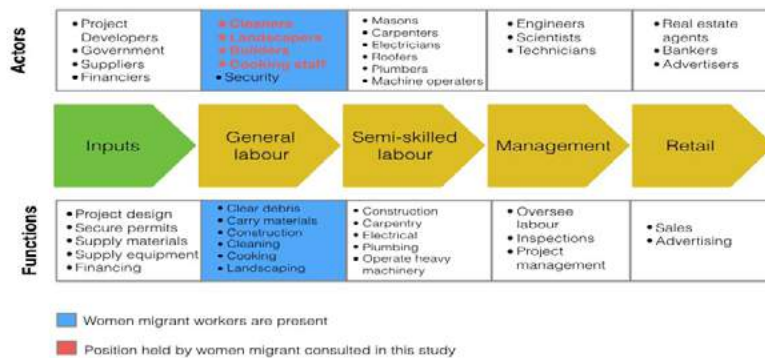 Actors
• Project
Developers
• Government
• Suppliers
• Financiers
• Cleaners
• Landscapers
• Builders
• Cooking staff
• Security
• Masons
• Carpenters
• Electricians
• Roofers
• Plumbers
• Machine operaters
• Engineers
• Scientists
• Technicians
• Real estate
agents
• Bankers
• Advertisers
Inputs
General
labour
Semi-skilled
labour
Management
Retail
Functions
• Project design
• Secure permits
• Supply materials
• Supply equipment
• Financing
• Clear debris
• Carry materials
• Construction
• Cleaning
• Cooking
• Landscaping
• Construction
• Carpentry
• Electrical
• Plumbing
• Operate heavy
machinery
• Oversee
labour
• Inspections
• Project
management
• Sales
• Advertising
Women migrant workers are present
Position held by women migrant consulted in this study